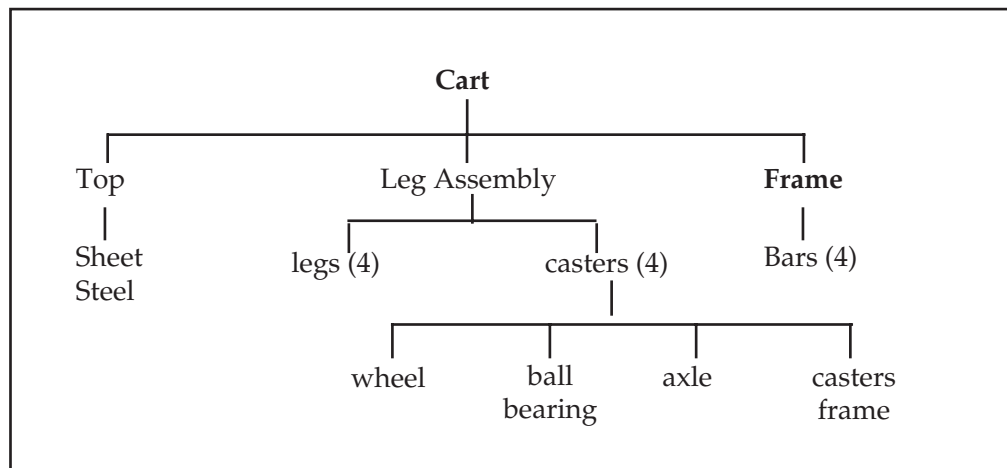 Cart
Top
Leg Assembly
Frame
Sheet
Steel
legs (4)
casters (4)
Bars (4)
wheel
ball
bearing
axle
casters
frame